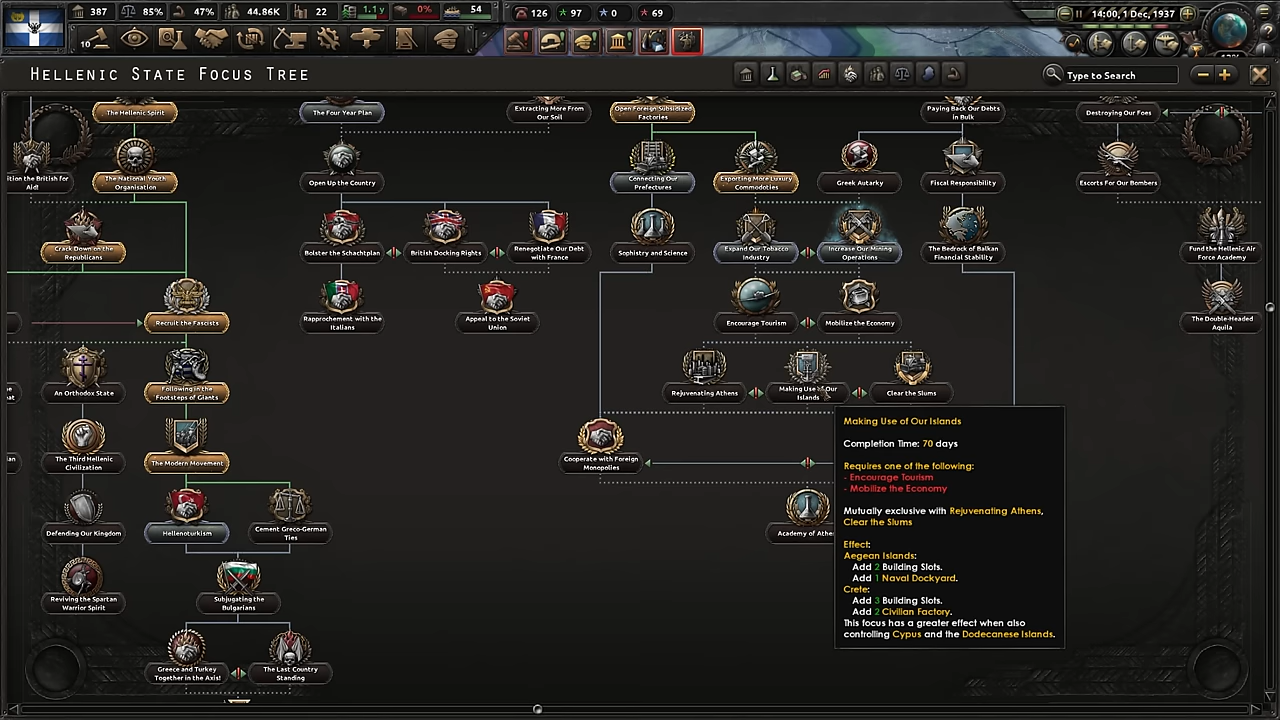 387
85%
47%
44.86K
22
1.1y
0%
54
126
97
0
69
14:00, 1 Dec, 1937
10
Hellenic State Focus Tree
Type to Search
The Hellenic Spirit
The Four Year Plan
Extracting More From
Our Soil
Open Foreign Subsidized
Factories
Paying Back Our Debts
in Bulk
Destroying Our Foes
ition the British for
Aid!
The National Youth
Organisation
Open Up the Country
Connecting Our
Prefectures
Exporting More Luxury
Commodoties
Greek Autarky
Fiscal Responsibility
Escorts For Our Bombers
Crack Down on the
Republicans
Bolster the Schachtplan
British Docking Rights
Renegotiate Our Debt
with France
Sophistry and Science
Expand Our Tobacco
Industry
Increase Our Mining
Operations
The Bedrock of Balkan
Financial Stability
Fund the Hellenic Air
Force Academy
Recruit the Fascists
Rapprochement with the
Italians
Appeal to the Soviet
Union
Encourage Tourism
Mobilize the Economy
The Double-Headed
Aquila
An Orthodox State
Following in the
Footsteps of Giants
Rejuvenating Athens
Making Use of Our
Islands
Clear the Slums
The Third Hellenic
Civilization
The Modern Movement
Cooperate with Foreign
Monopolies
Defending Our Kingdom
Hellenoturkism
Cement Greco-German
Ties
Academy of Athe
Reviving the Spartan
Warrior Spirit
Subjugating the
Bulgarians
Greece and Turkey
Together in the Axis!
The Last Country
Standing
Making Use of Our Islands
Completion Time: 70 days
Requires one of the following:
- Encourage Tourism
- Mobilize the Economy
Mutually exclusive with Rejuvenating Athens,
Clear the Slums
Effect:
Aegean Islands:
Add 2 Building Slots.
Add 1 Naval Dockyard.
Crete:
Add 3 Building Slots.
Add 2 Civilian Factory.
This focus has a greater effect when also
controlling Cypus and the Dodecanese Islands.